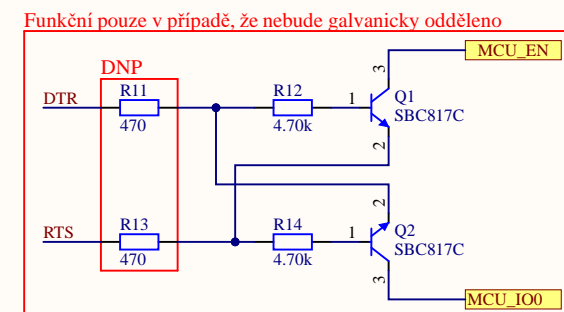 Funkční pouze v případě, že nebude galvanicky odděleno
MCU_EN
DNP
3
DTR
R11
R12
1
Q1
470
4.70k
SBC817C
2
2
RTS
R13
R14
1
Q2
470
4.70k
SBC817C
3
MCU_IO0